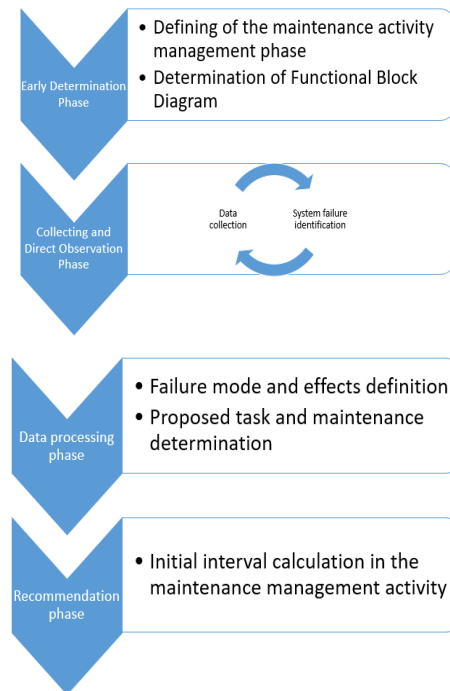 Early Determination
Phase
• Defining of the maintenance activity
management phase
• Determination of Functional Block
Diagram
Collecting and
Direct Observation
Phase
Data
collection
System failure
identification
Data processing
phase
• Failure mode and effects definition
• Proposed task and maintenance
determination
Recommendation
phase
• Initial interval calculation in the
maintenance management activity